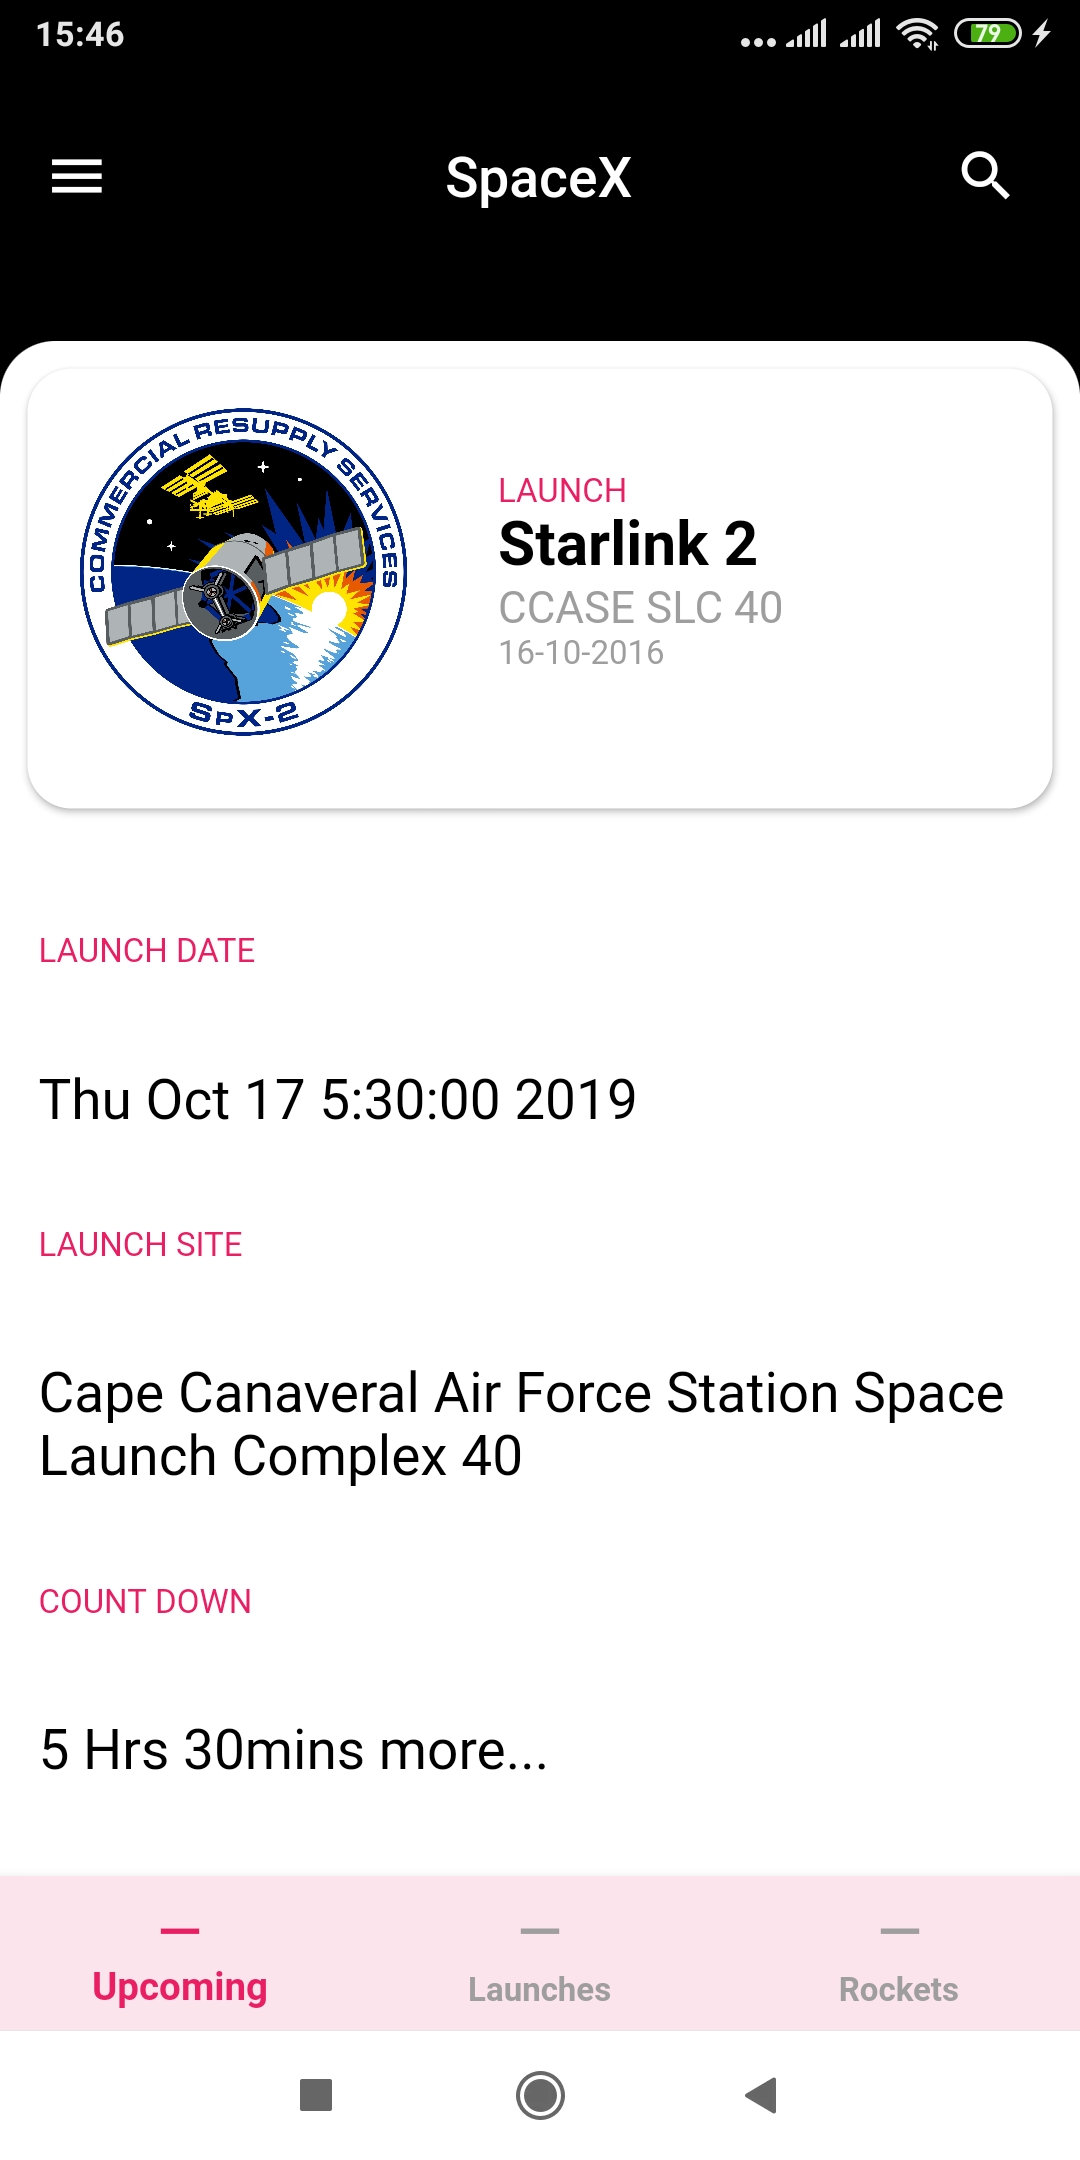 15:46
79
SpaceX
COMMERCIAL RESUPPLY SERVICES
SPX-2
LAUNCH
Starlink 2
CCASE SLC 40
16-10-2016
LAUNCH DATE
Thu Oct 17 5:30:00 2019
LAUNCH SITE
Cape Canaveral Air Force Station Space
Launch Complex 40
COUNT DOWN
5 Hrs 30mins more...
Upcoming
Launches
Rockets